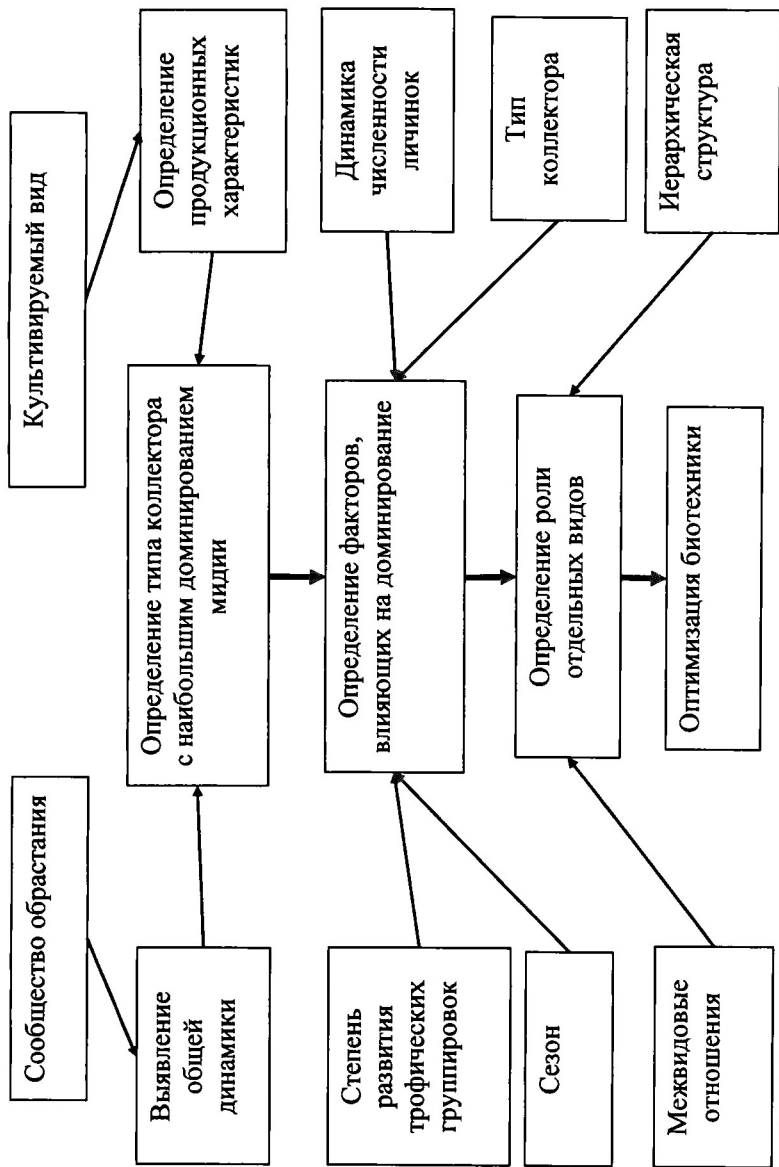 Сообщество обрастания
Культивируемый вид
Выявление
общей
динамики
Определение типа коллектора
с наибольшим доминированием
мидии
Определение
продукционных
характеристик
Степень
развития
трофических
группировок
Определение факторов,
влияющих на доминирование
Динамика
численности
личинок
Сезон
Тип
коллектора
Межвидовые
отношения
Определение роли
отдельных видов
Иерархическая
структура
Оптимизация биотехники